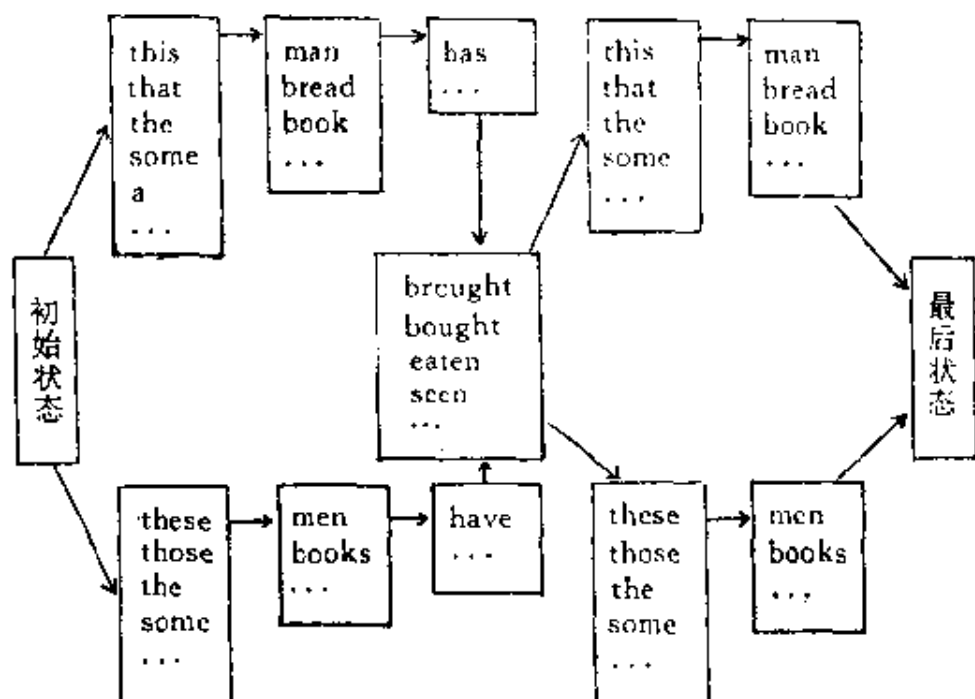 this
that
the
some
a
...
man
bread
book
...
has
...
this
that
the
some
...
man
bread
book
...
初始状态
brought
bought
eaten
seen
...
最后状态
these
those
the
some
...
men
books
...
have
...
these
those
the
some
...
men
books
...